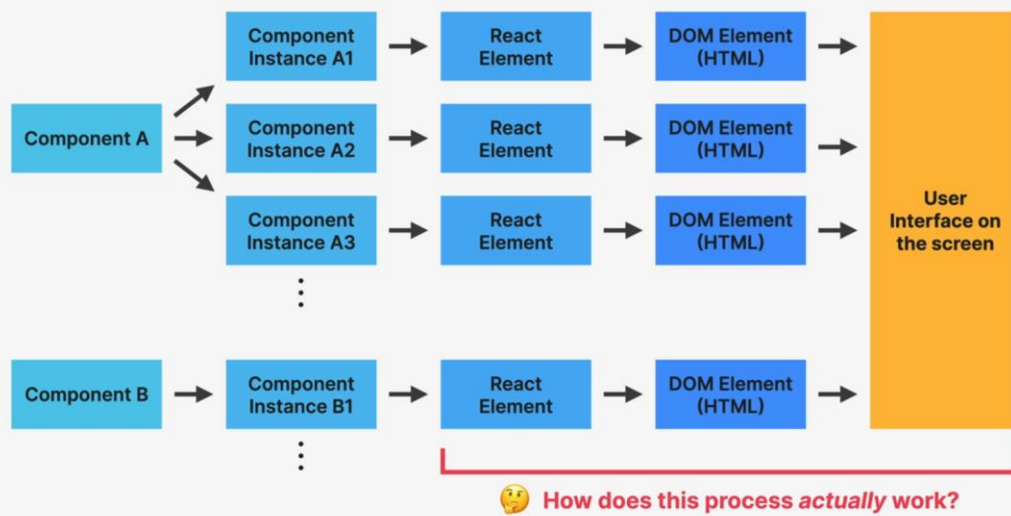 Component
Instance A1
React
Element
DOM Element
(HTML)
Component A
Component
Instance A2
React
Element
DOM Element
(HTML)
Component
Instance A3
React
Element
DOM Element
(HTML)
User
Interface on
the screen
Component B
Component
Instance B1
React
Element
DOM Element
(HTML)
🤔 How does this process actually work?